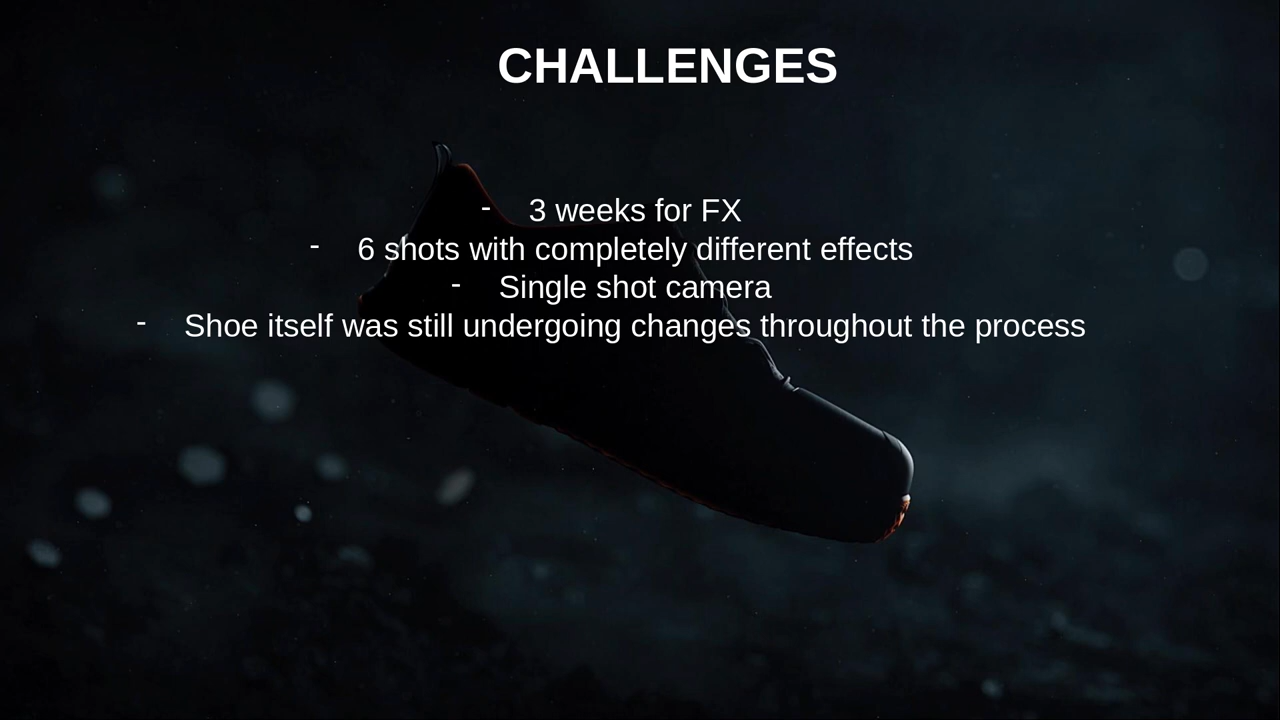 CHALLENGES
- 3 weeks for FX
- 6 shots with completely different effects
- Single shot camera
- Shoe itself was still undergoing changes throughout the process